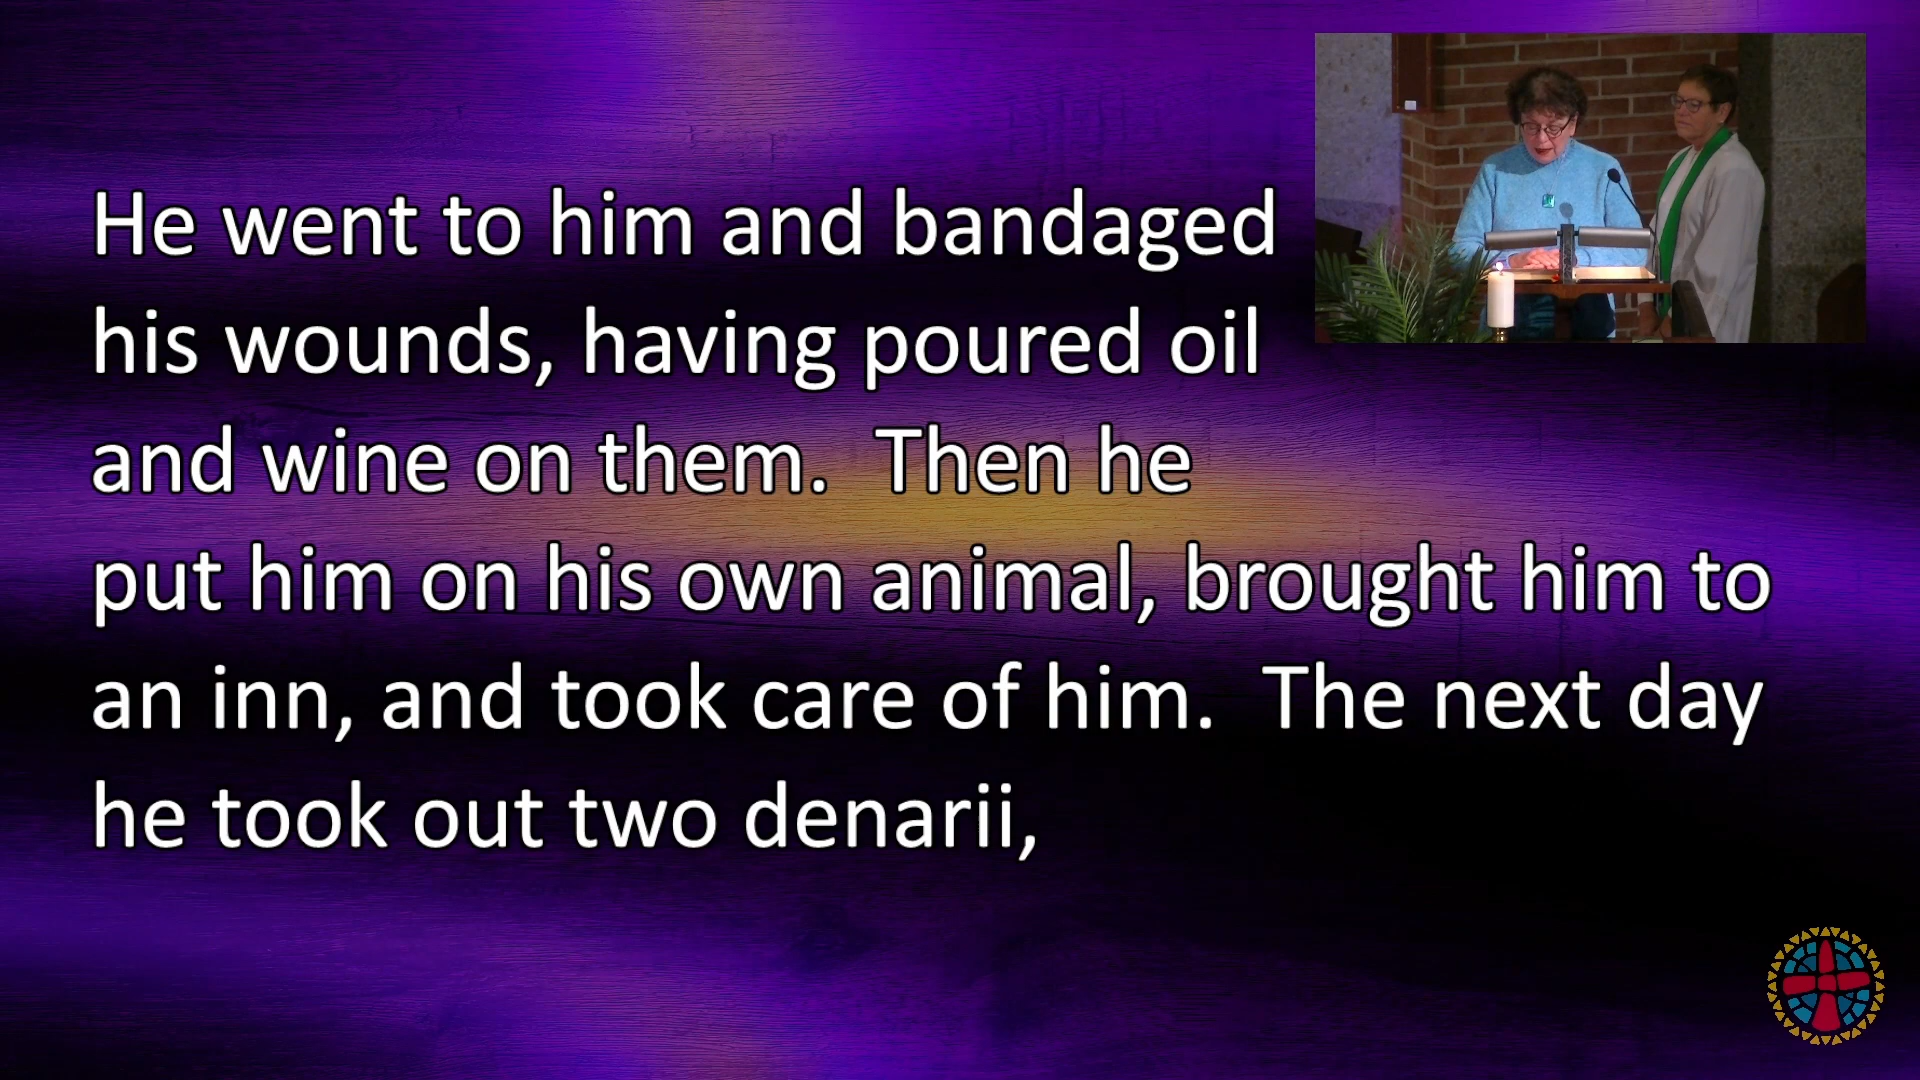 He went to him and bandaged
his wounds, having poured oil
and wine on them.  Then he
put him on his own animal, brought him to
an inn, and took care of him.  The next day
he took out two denarii,